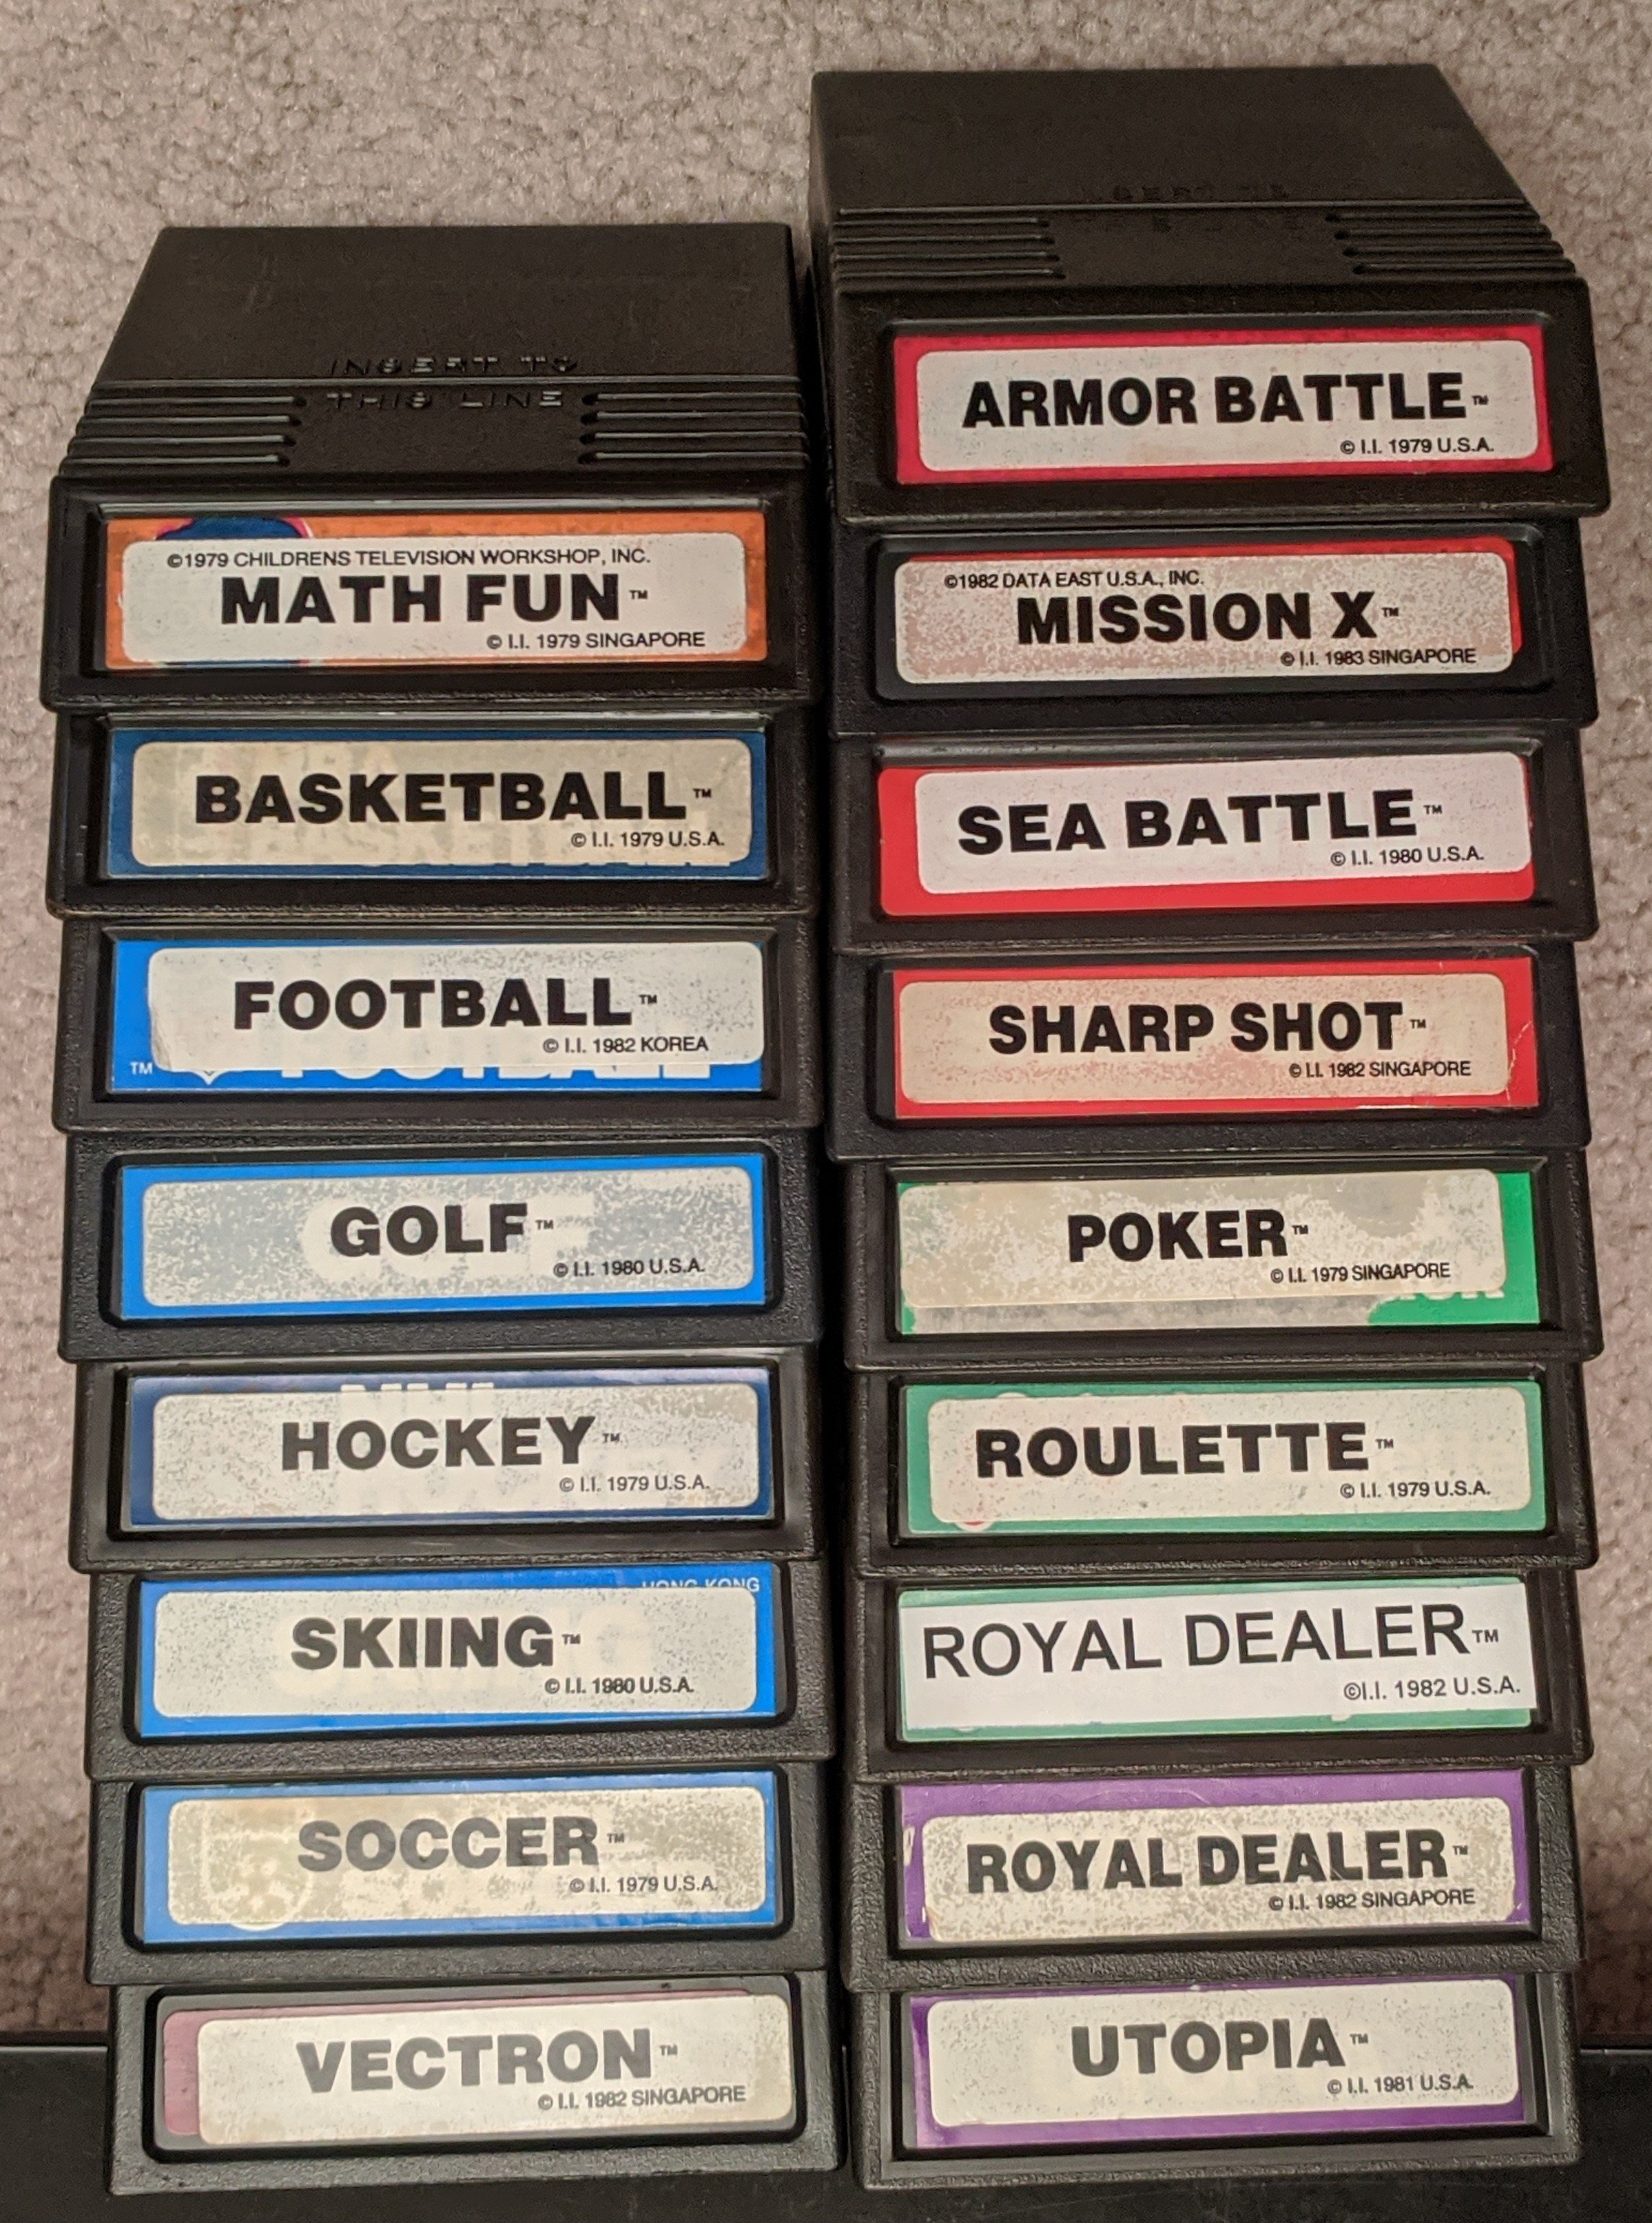 INSERT TO
THIS LINE
©1979 CHILDRENS TELEVISION WORKSHOP, INC.
MATH FUN™
© I.I. 1979 SINGAPORE
BASKETBALL™
© I.I. 1979 U.S.A.
FOOTBALL™
© I.I. 1982 KOREA
TM
FOOTBALL
GOLF™
© I.I. 1980 U.S.A.
HOCKEY™
© I.I. 1979 U.S.A.
HONG KONG
SKIING™
© I.I. 1980 U.S.A.
SOCCER™
© I.I. 1979 U.S.A.
VECTRON™
© I.I. 1982 SINGAPORE
ARMOR BATTLE™
© I.I. 1979 U.S.A.
©1982 DATA EAST U.S.A., INC.
MISSION X™
© I.I. 1983 SINGAPORE
SEA BATTLE™
© I.I. 1980 U.S.A.
SHARP SHOT™
© I.I. 1982 SINGAPORE
POKER™
© I.I. 1979 SINGAPORE
ROULETTE™
© I.I. 1979 U.S.A.
ROYAL DEALER™
©I.I. 1982 U.S.A.
ROYAL DEALER™
© I.I. 1982 SINGAPORE
UTOPIA™
© I.I. 1981 U.S.A.